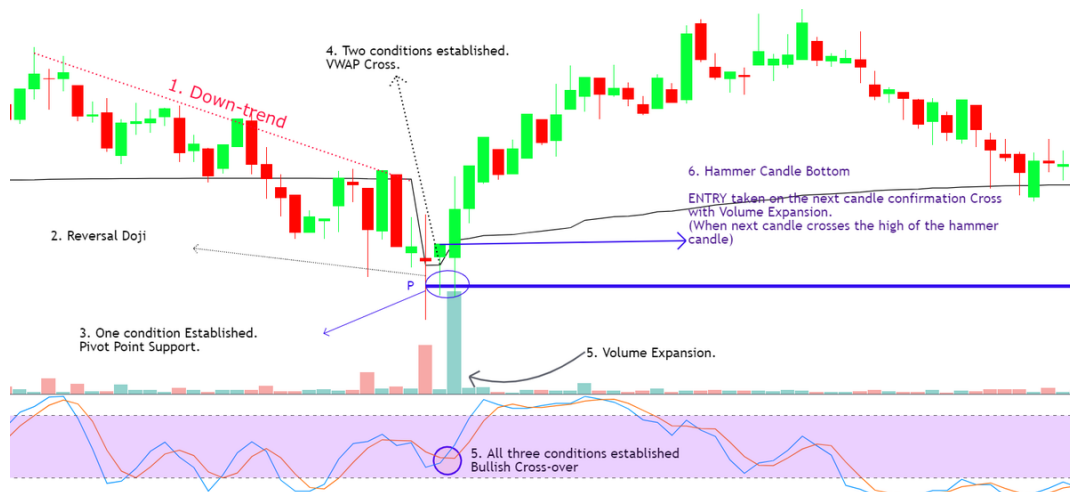 4. Two conditions established.
VWAP Cross.
1. Down-trend
6. Hammer Candle Bottom
ENTRY taken on the next candle confirmation Cross
with Volume Expansion.
(When next candle crosses the high of the hammer
candle)
2. Reversal Doji
P
3. One condition Established.
Pivot Point Support.
5. Volume Expansion.
5. All three conditions established
Bullish Cross-over